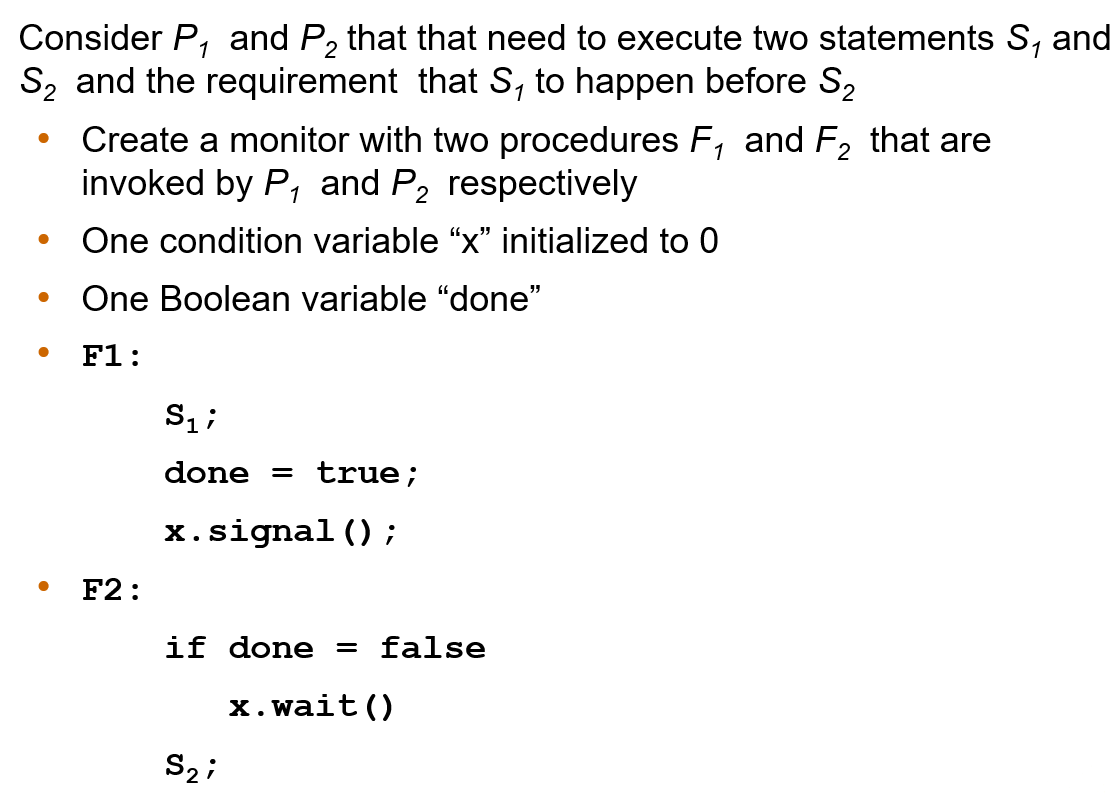 Consider P₁ and P₂ that that need to execute two statements S₁ and
S₂ and the requirement that S₁ to happen before S₂
• Create a monitor with two procedures F₁ and F₂ that are
invoked by P₁ and P₂ respectively
• One condition variable “x” initialized to 0
• One Boolean variable “done”
• F1:
S₁;
done = true;
x.signal();
• F2:
if done = false
x.wait()
S₂;